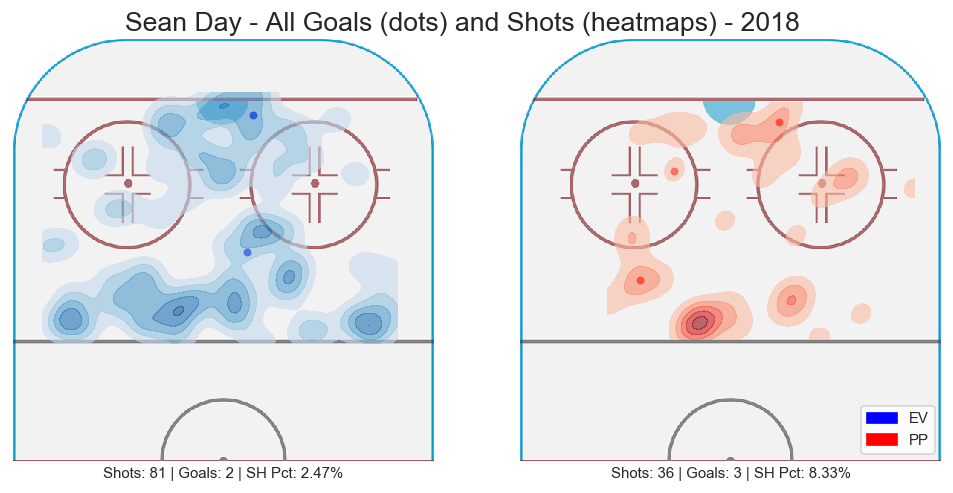 Sean Day - All Goals (dots) and Shots (heatmaps) - 2018
EV
PP
Shots: 81 | Goals: 2 | SH Pct: 2.47%
Shots: 36 | Goals: 3 | SH Pct: 8.33%